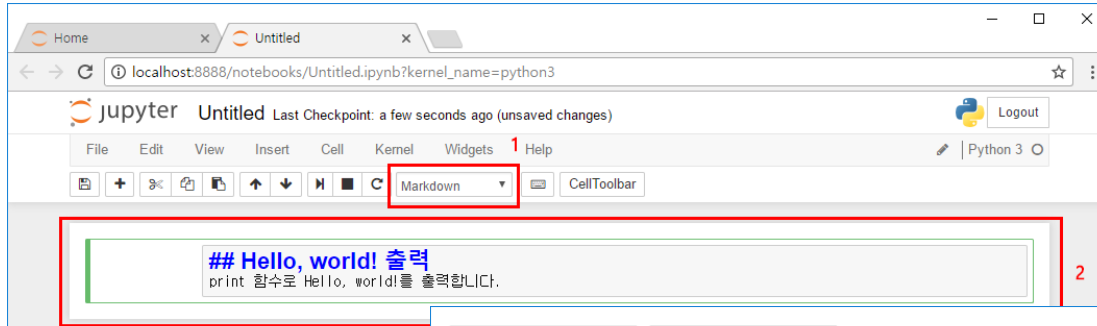 Home
Untitled
localhost:8888/notebooks/Untitled.ipynb?kernel_name=python3
jupyter Untitled Last Checkpoint: a few seconds ago (unsaved changes)
Logout
File Edit View Insert Cell Kernel Widgets 1 Help
Python 3
Markdown
CellToolbar
## Hello, world! 출력
print 함수로 Hello, world!를 출력합니다.
2